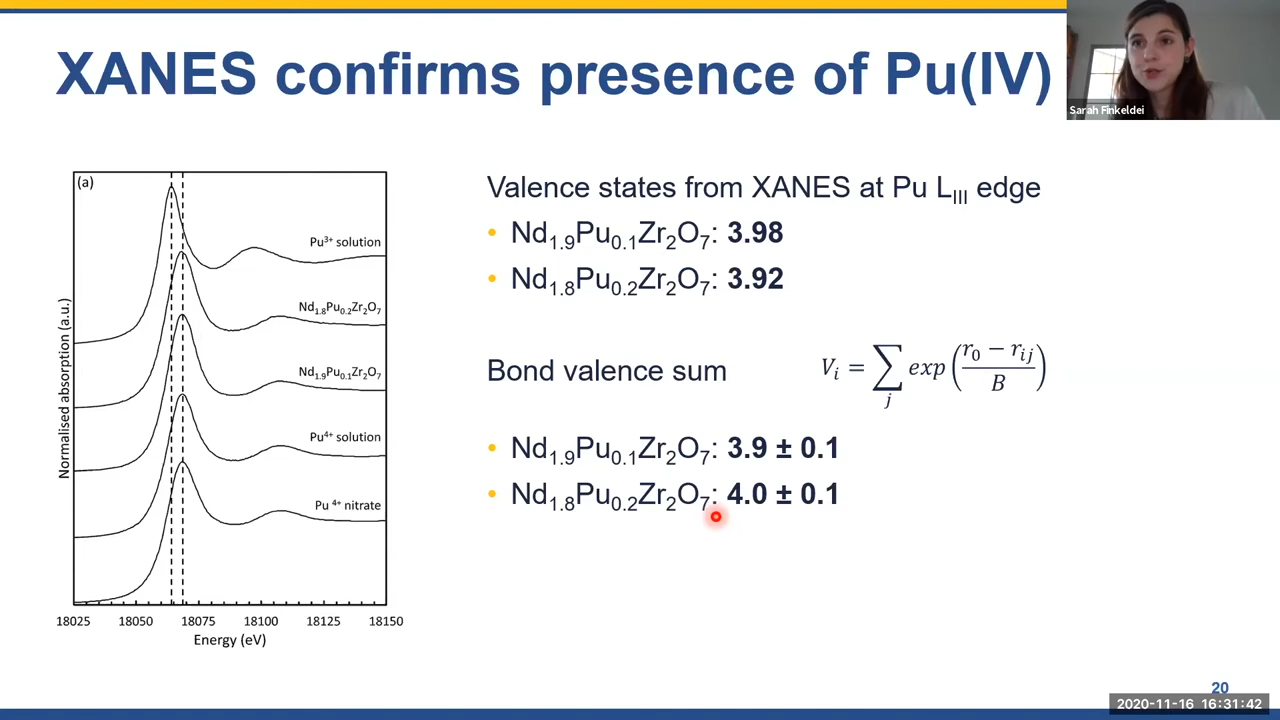 XANES confirms presence of Pu(IV)
Sarah Finkeldei
(a)
Pu³⁺ solution
Nd₁.₈Pu₀.₂Zr₂O₇
Nd₁.₉Pu₀.₁Zr₂O₇
Pu⁴⁺ solution
Pu ⁴⁺ nitrate
Normalised absorption (a.u.)
18025 18050 18075 18100 18125 18150
Energy (eV)
Valence states from XANES at Pu L_III edge
• Nd₁.₉Pu₀.₁Zr₂O₇: 3.98
• Nd₁.₈Pu₀.₂Zr₂O₇: 3.92
Bond valence sum
V_i = ∑_j exp((r₀ − r_ij)/B)
• Nd₁.₉Pu₀.₁Zr₂O₇: 3.9 ± 0.1
• Nd₁.₈Pu₀.₂Zr₂O₇: 4.0 ± 0.1
20
2020-11-16 16:31:42